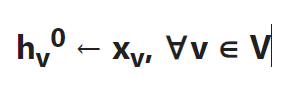 hᵥ⁰ ← xᵥ, ∀v ∈ V